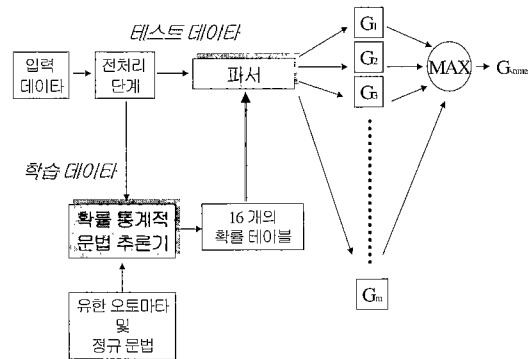 테스트 데이타
입력
데이타
전처리
단계
파서
G1
G2
G3
MAX
학습 데이타
확률 통계적
문법 추론기
16 개의
확률 테이블
Gm
유한 오토마타
및
정규 문법